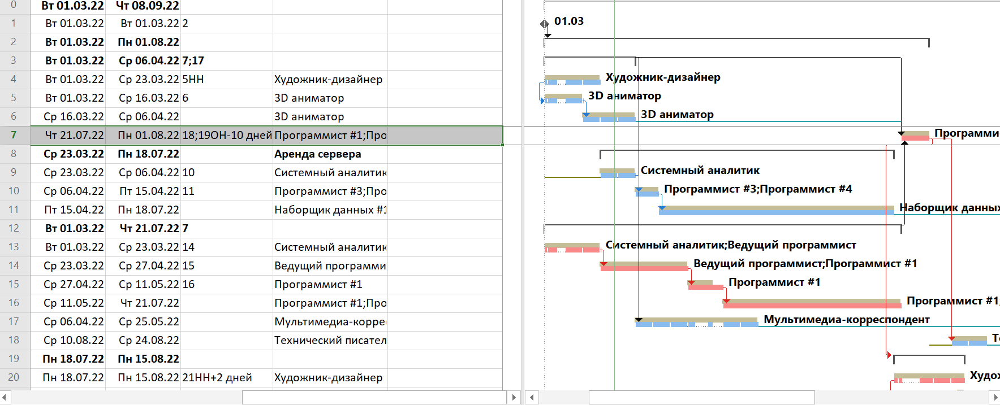 0 Вт 01.03.22 Чт 08.09.22
1 Вт 01.03.22 Вт 01.03.22 2 01.03
2 Вт 01.03.22 Пн 01.08.22
3 Вт 01.03.22 Ср 06.04.22 7;17
4 Вт 01.03.22 Ср 23.03.22 5НН Художник-дизайнер Художник-дизайнер
5 Вт 01.03.22 Ср 16.03.22 6 3D аниматор 3D аниматор
6 Ср 16.03.22 Ср 06.04.22 3D аниматор 3D аниматор
7 Чт 21.07.22 Пн 01.08.22 18;19ОН-10 дней Программист #1;Про Программи
8 Ср 23.03.22 Пн 18.07.22 Аренда сервера
9 Ср 23.03.22 Ср 06.04.22 10 Системный аналитик Системный аналитик
10 Ср 06.04.22 Пт 15.04.22 11 Программист #3;Про Программист #3;Программист #4
11 Пт 15.04.22 Пн 18.07.22 Наборщик данных #1 Наборщик данных
12 Вт 01.03.22 Чт 21.07.22 7
13 Вт 01.03.22 Ср 23.03.22 14 Системный аналитик Системный аналитик;Ведущий программист
14 Ср 23.03.22 Ср 27.04.22 15 Ведущий программи Ведущий программист;Программист #1
15 Ср 27.04.22 Ср 11.05.22 16 Программист #1 Программист #1
16 Ср 11.05.22 Чт 21.07.22 Программист #1;Про Программист #1;
17 Ср 06.04.22 Ср 25.05.22 Мультимедиа-корре Мультимедиа-корреспондент
18 Ср 10.08.22 Ср 24.08.22 Технический писател Те
19 Пн 18.07.22 Пн 15.08.22
20 Пн 18.07.22 Пн 15.08.22 21НН+2 дней Художник-дизайнер Худо